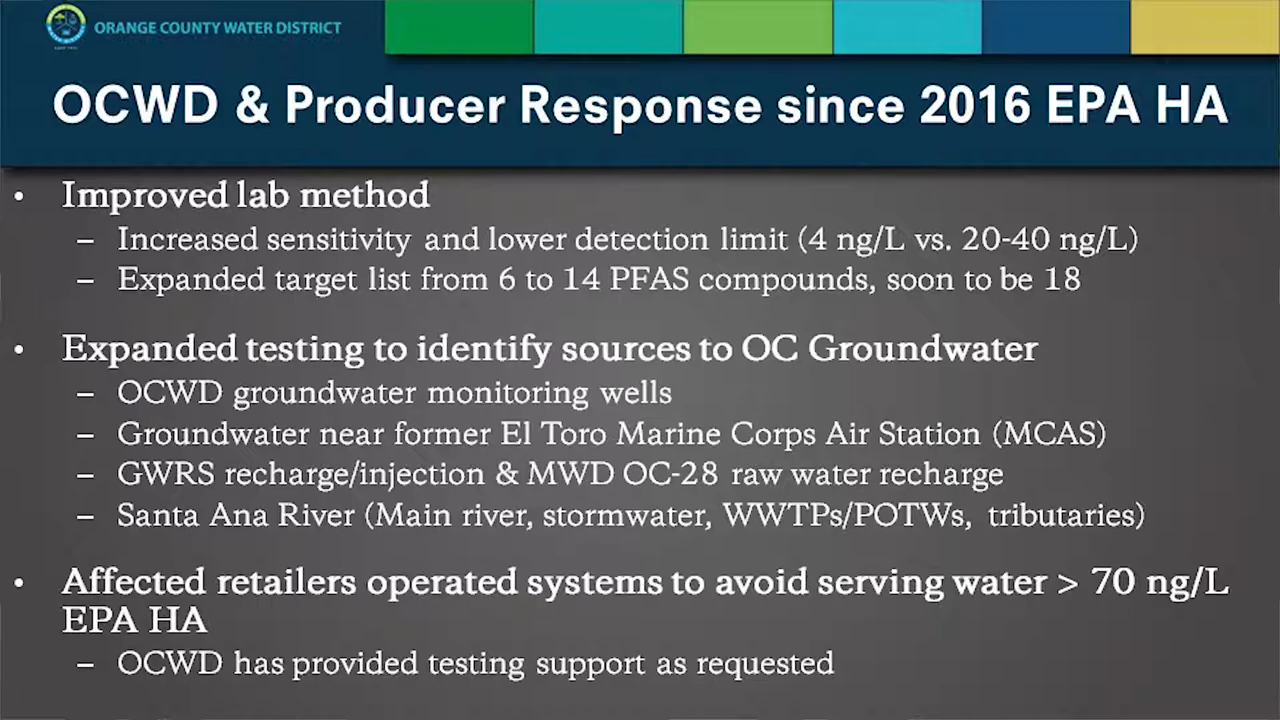 ORANGE COUNTY WATER DISTRICT
OCWD & Producer Response since 2016 EPA HA
• Improved lab method
– Increased sensitivity and lower detection limit (4 ng/L vs. 20-40 ng/L)
– Expanded target list from 6 to 14 PFAS compounds, soon to be 18
• Expanded testing to identify sources to OC Groundwater
– OCWD groundwater monitoring wells
– Groundwater near former El Toro Marine Corps Air Station (MCAS)
– GWRS recharge/injection & MWD OC-28 raw water recharge
– Santa Ana River (Main river, stormwater, WWTPs/POTWs, tributaries)
• Affected retailers operated systems to avoid serving water > 70 ng/L
EPA HA
– OCWD has provided testing support as requested